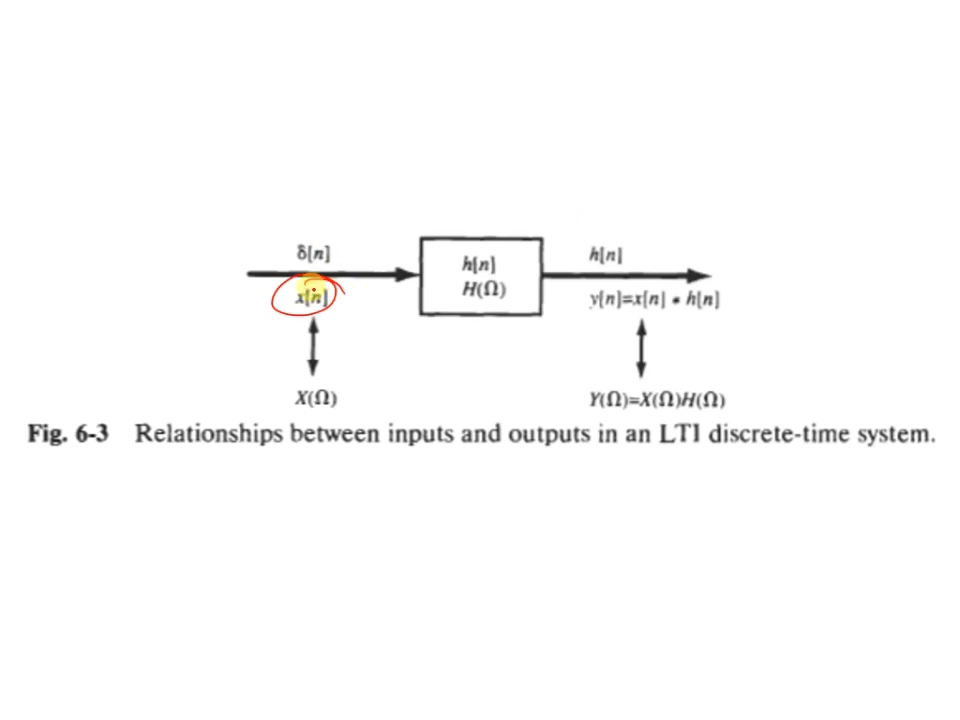 δ[n]
h[n]
h[n]
H(Ω)
x[n]
y[n]=x[n] * h[n]
X(Ω)
Y(Ω)=X(Ω)H(Ω)
Fig. 6-3 Relationships between inputs and outputs in an LTI discrete-time system.